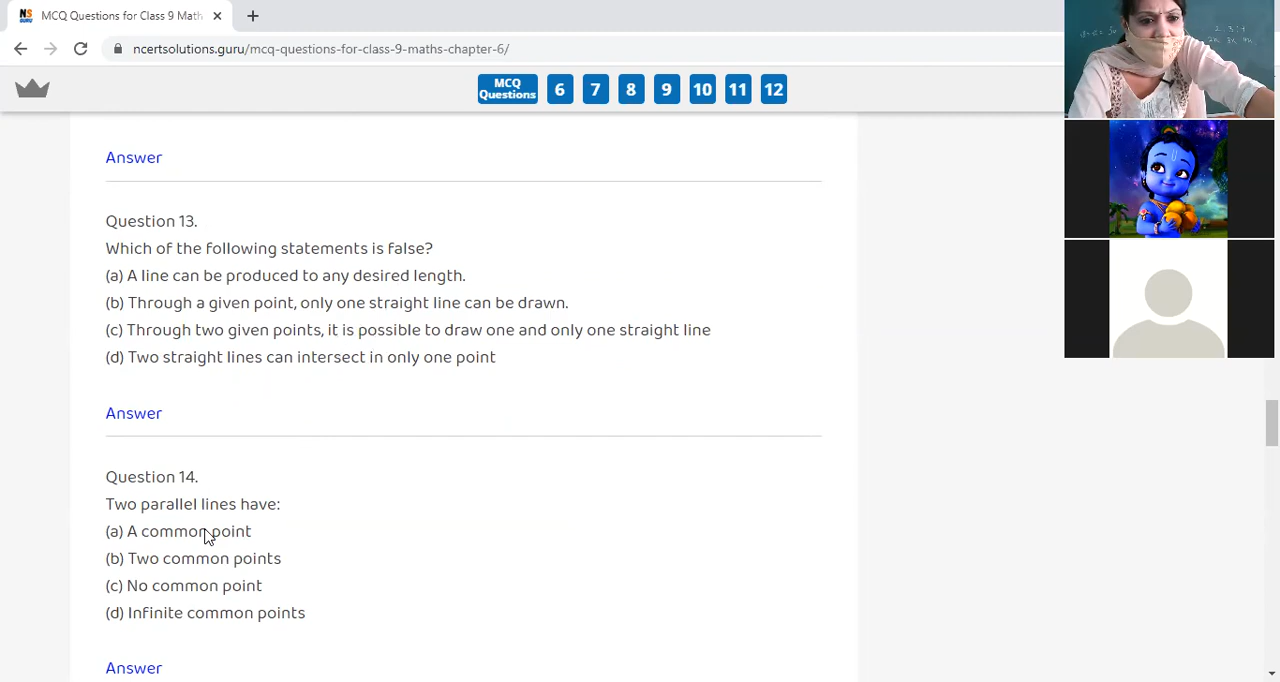 MCQ Questions for Class 9 Math
ncertsolutions.guru/mcq-questions-for-class-9-maths-chapter-6/
MCQ
Questions
6
7
8
9
10
11
12
Answer
Question 13.
Which of the following statements is false?
(a) A line can be produced to any desired length.
(b) Through a given point, only one straight line can be drawn.
(c) Through two given points, it is possible to draw one and only one straight line
(d) Two straight lines can intersect in only one point
Answer
Question 14.
Two parallel lines have:
(a) A common point
(b) Two common points
(c) No common point
(d) Infinite common points
Answer